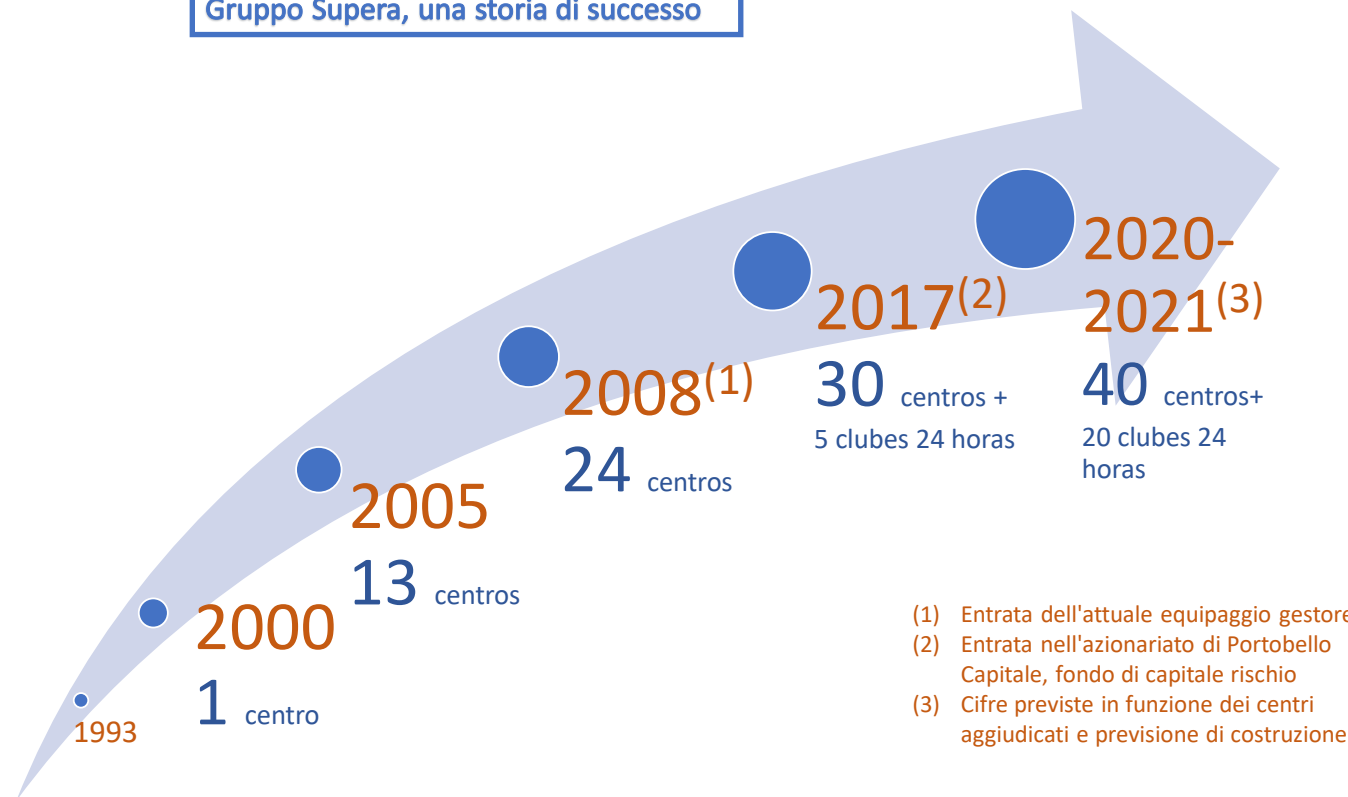 Gruppo Supera, una storia di successo
1993
2000
1 centro
2005
13 centros
2008(1)
24 centros
2017(2)
30 centros +
5 clubes 24 horas
2020-
2021(3)
40 centros+
20 clubes 24
horas
(1) Entrata dell'attuale equipaggio gestore
(2) Entrata nell'azionariato di Portobello
Capitale, fondo di capitale rischio
(3) Cifre previste in funzione dei centri
aggiudicati e previsione di costruzione